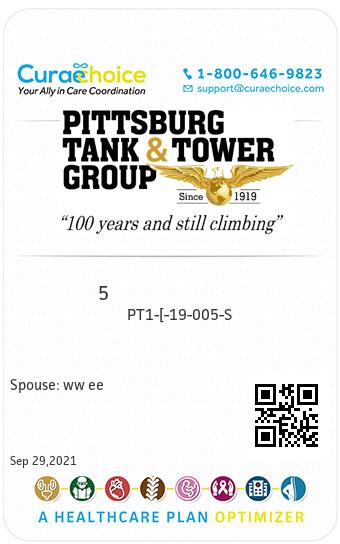 Curaechoice
Your Ally in Care Coordination
1-800-646-9823
support@curaechoice.com
PITTSBURG
TANK & TOWER
GROUP
Since 1919
“100 years and still climbing”
5
PT1-[-19-005-S
Spouse: ww ee
Sep 29,2021
A HEALTHCARE PLAN OPTIMIZER